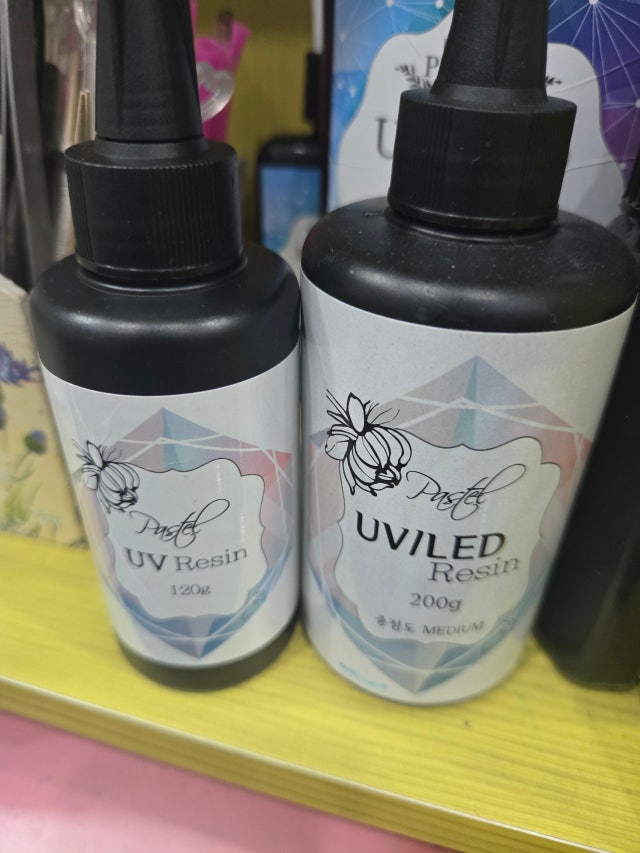 Pastel
UV Resin
120g
Pastel
UV/LED
Resin
200g
중점도 MEDIUM